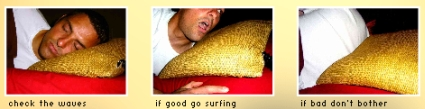 check the waves
if good go surfing
if bad don't bother